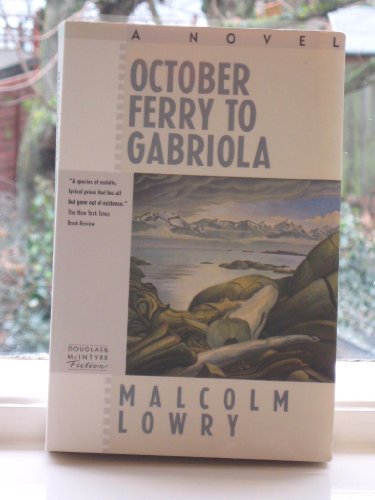 A NOVEL
OCTOBER
FERRY TO
GABRIOLA
"A species of ecstatic,
lyrical prose that has all
but gone out of existence."
The New York Times
Book Review
DOUGLAS &
McINTYRE
Fiction
MALCOLM
LOWRY